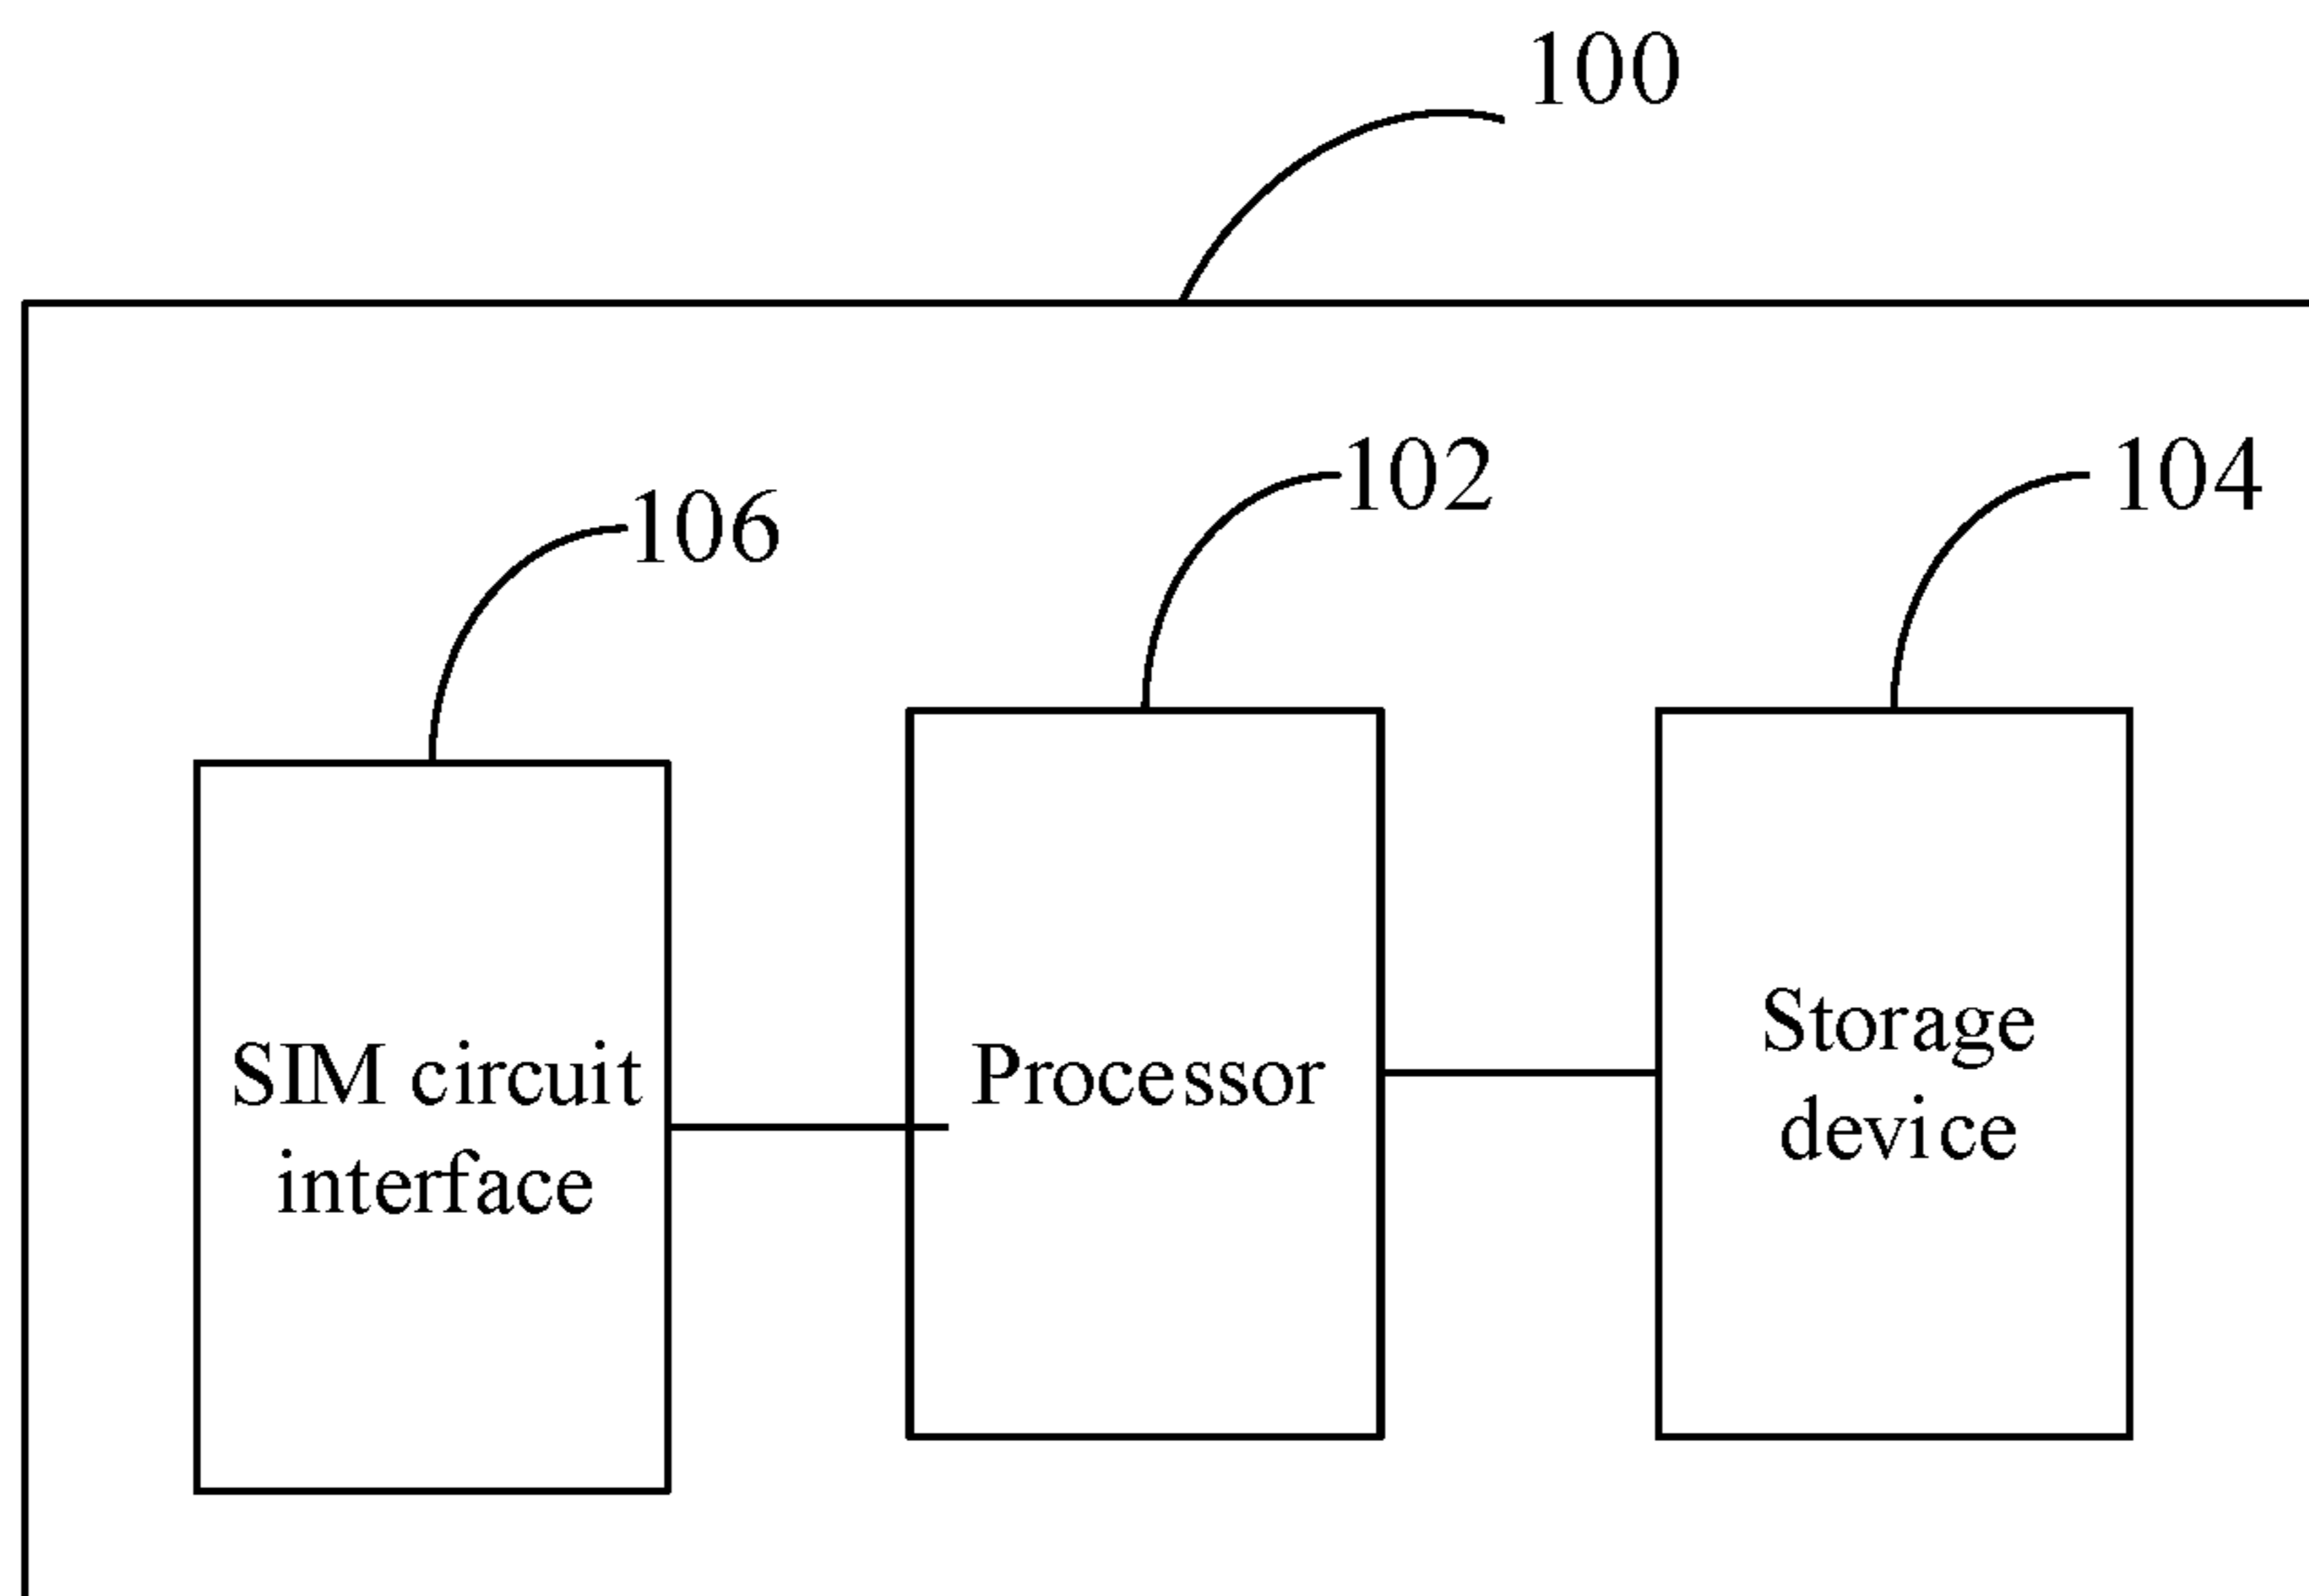 100
102
104
106
SIM circuit
interface
Processor
Storage
device